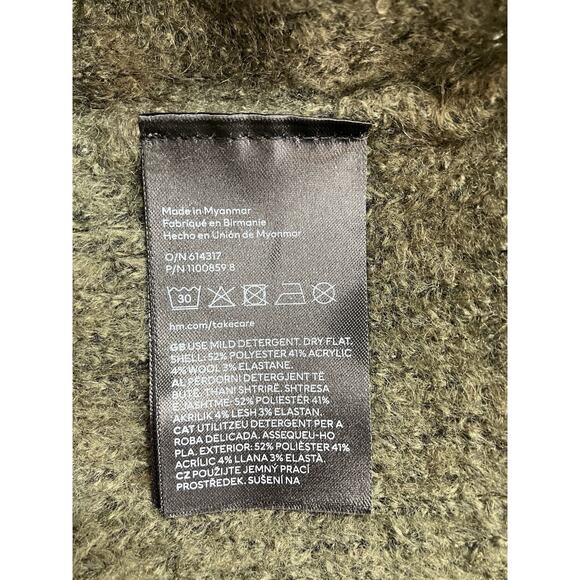 Made in Myanmar
Fabriqué en Birmanie
Hecho en Unión de Myanmar
O/N 614317
P/N 1100859 8
30
hm.com/takecare
GB USE MILD DETERGENT. DRY FLAT.
SHELL: 52% POLYESTER 41% ACRYLIC
4% WOOL 3% ELASTANE.
AL PËRDORNI DETERGJENT TË
BUTË. THANI SHTRIRË. SHTRESA
E JASHTME: 52% POLIESTËR 41%
AKRILIK 4% LESH 3% ELASTAN.
CAT UTILITZEU DETERGENT PER A
ROBA DELICADA. ASSEQUEU-HO
PLA. EXTERIOR: 52% POLIÈSTER 41%
ACRÍLIC 4% LLANA 3% ELASTÀ.
CZ POUŽIJTE JEMNÝ PRACÍ
PROSTŘEDEK. SUŠENÍ NA